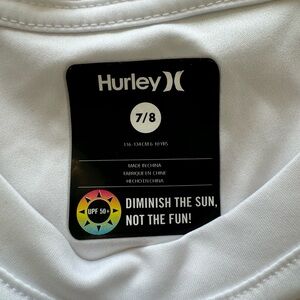 Hurley
7/8
MADE IN CHINA
FABRIQUÉ EN CHINE
HECHO EN CHINA
UPF 50+
DIMINISH THE SUN,
NOT THE FUN!